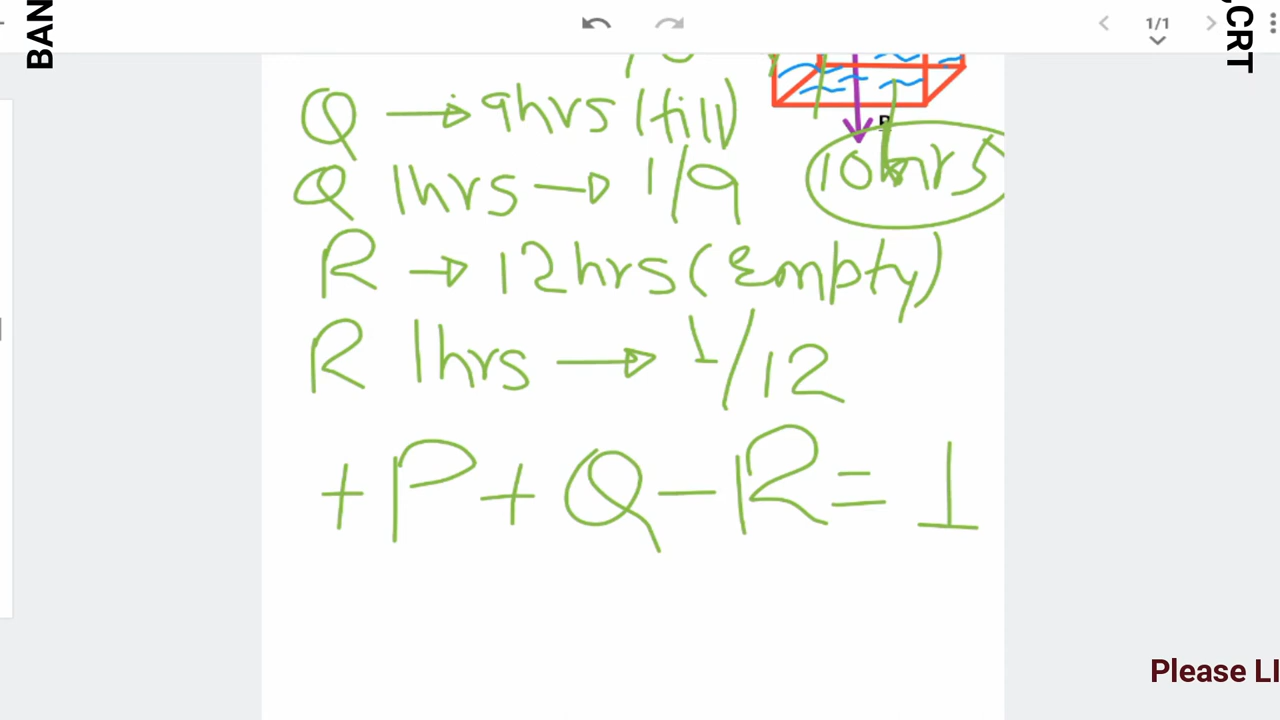 BAN
1/1
,CRT
Q → 9hrs (fill)
Q 1hrs → 1/9
10hrs
R → 12hrs (Empty)
R 1hrs → 1/12
+P+Q-R=1
Please LI